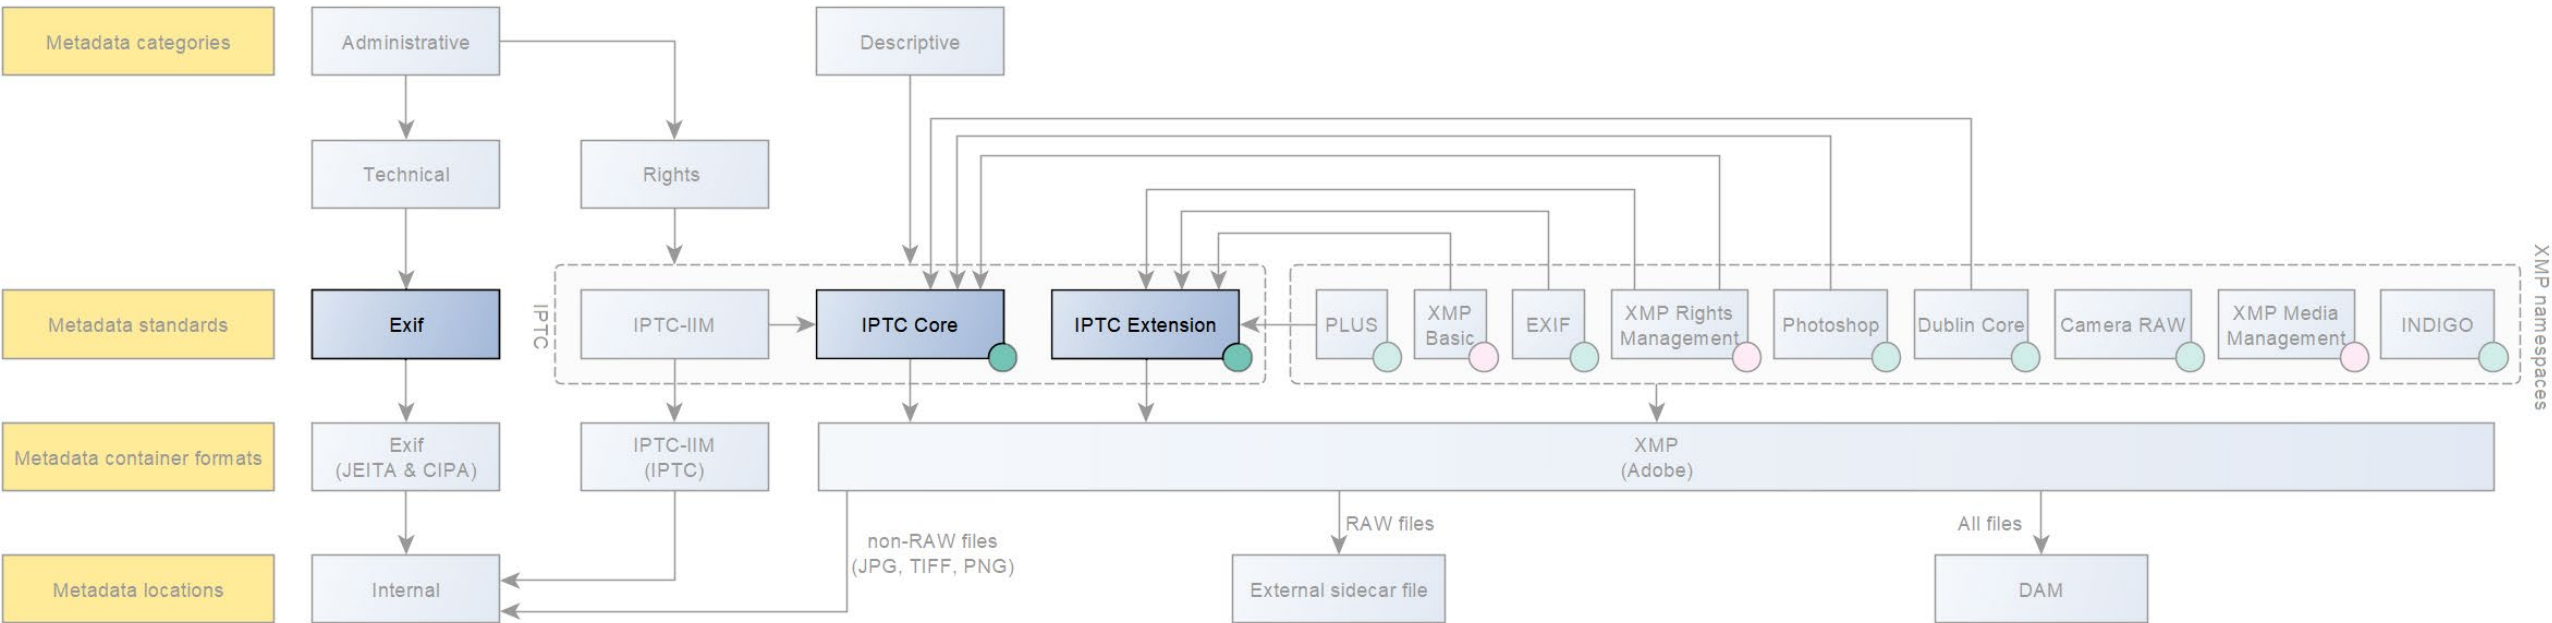 Metadata categories
Administrative
Descriptive
Technical
Rights
Metadata standards
Exif
IPTC
IPTC-IIM
IPTC Core
IPTC Extension
PLUS
XMP
Basic
EXIF
XMP Rights
Management
Photoshop
Dublin Core
Camera RAW
XMP Media
Management
INDIGO
XMP namespaces
Metadata container formats
Exif
(JEITA & CIPA)
IPTC-IIM
(IPTC)
XMP
(Adobe)
non-RAW files
(JPG, TIFF, PNG)
RAW files
All files
Metadata locations
Internal
External sidecar file
DAM